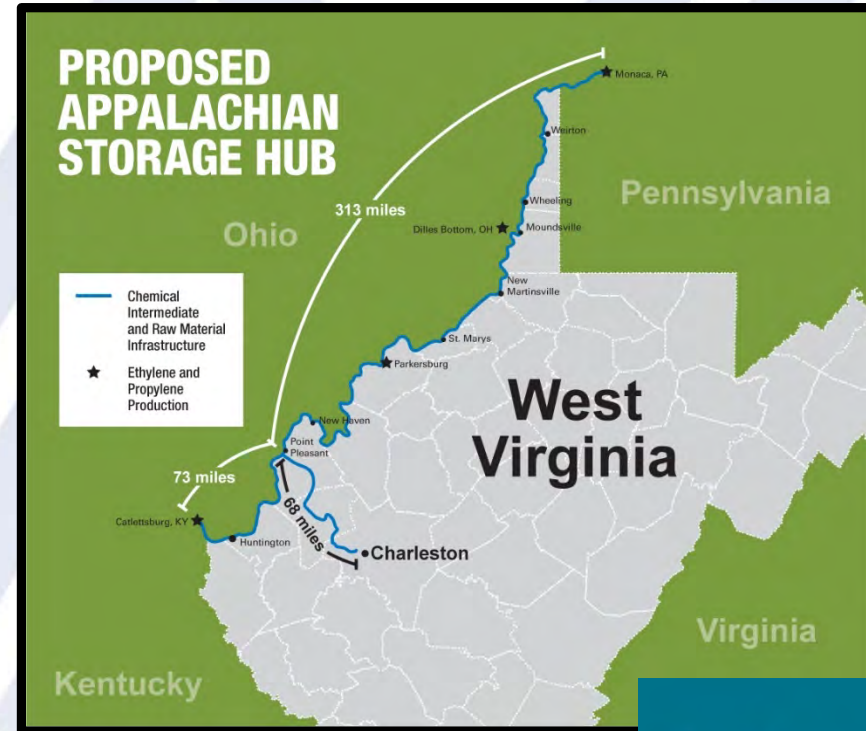 PROPOSED
APPALACHIAN
STORAGE HUB
Monaca, PA
Weirton
Pennsylvania
Wheeling
313 miles
Ohio
Dilles Bottom, OH
Moundsville
Chemical
Intermediate
and Raw Material
Infrastructure
Ethylene and
Propylene
Production
New
Martinsville
St. Marys
Parkersburg
West
Virginia
New Haven
Point
Pleasant
73 miles
68 miles
Catlettsburg, KY
Huntington
Charleston
Virginia
Kentucky